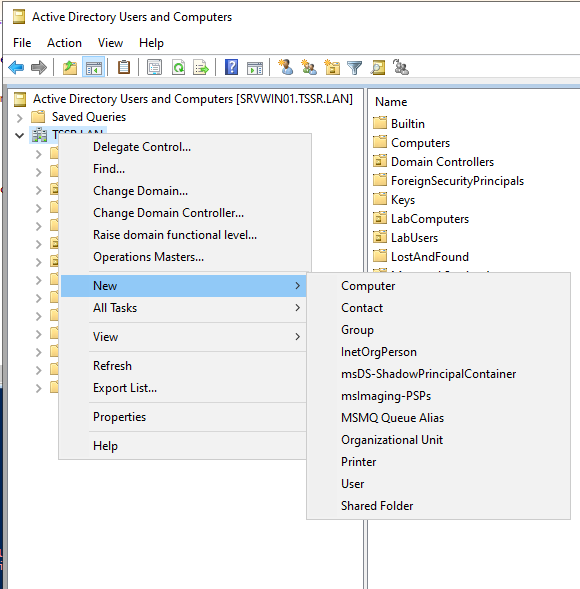 Active Directory Users and Computers
File Action View Help
Active Directory Users and Computers [SRVWIN01.TSSR.LAN]
Saved Queries
TSSR.LAN
Delegate Control...
Find...
Change Domain...
Change Domain Controller...
Raise domain functional level...
Operations Masters...
New
All Tasks
View
Refresh
Export List...
Properties
Help
Name
Builtin
Computers
Domain Controllers
ForeignSecurityPrincipals
Keys
LabComputers
LabUsers
LostAndFound
Computer
Contact
Group
InetOrgPerson
msDS-ShadowPrincipalContainer
msImaging-PSPs
MSMQ Queue Alias
Organizational Unit
Printer
User
Shared Folder